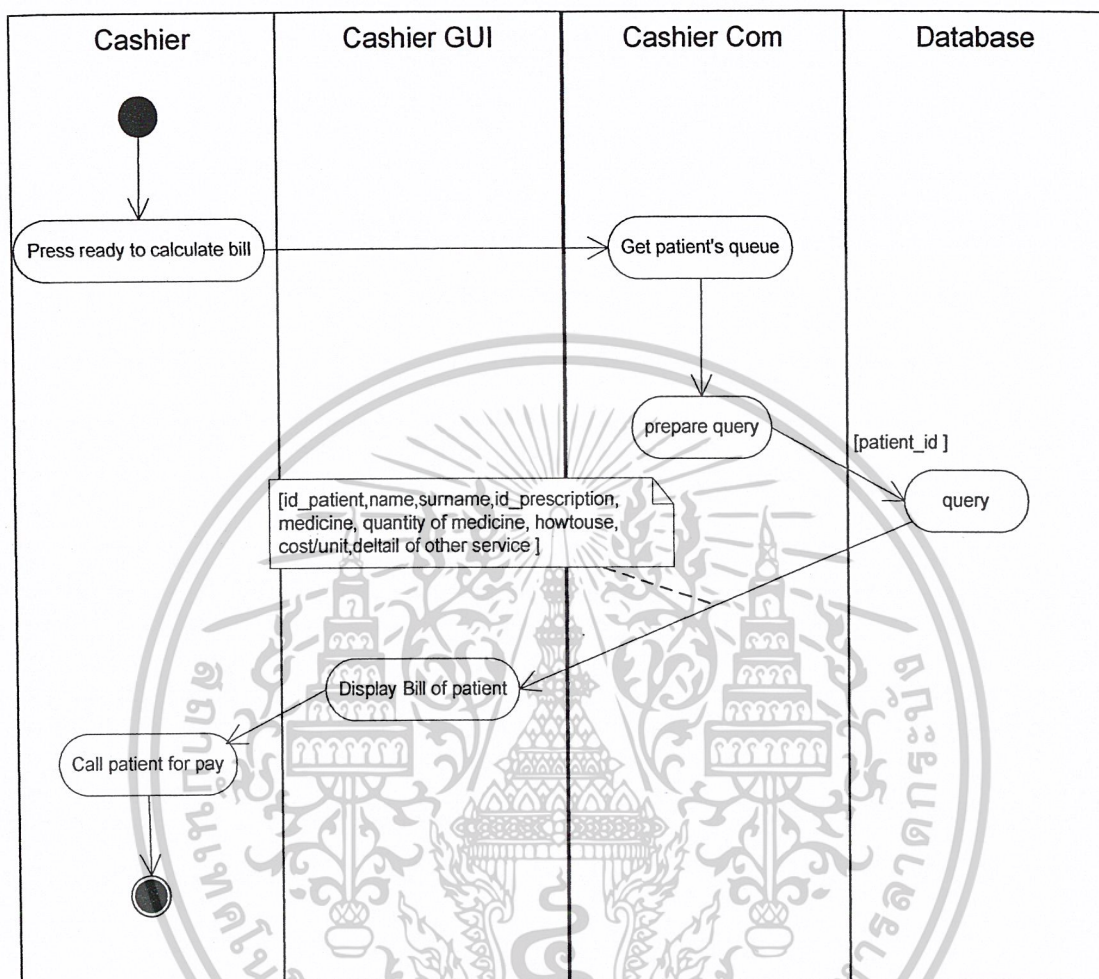 Cashier
Cashier GUI
Cashier Com
Database
Press ready to calculate bill
Get patient's queue
prepare query
[patient_id ]
query
[id_patient,name,surname,id_prescription,
medicine, quantity of medicine, howtouse,
cost/unit,deltail of other service ]
Display Bill of patient
Call patient for pay